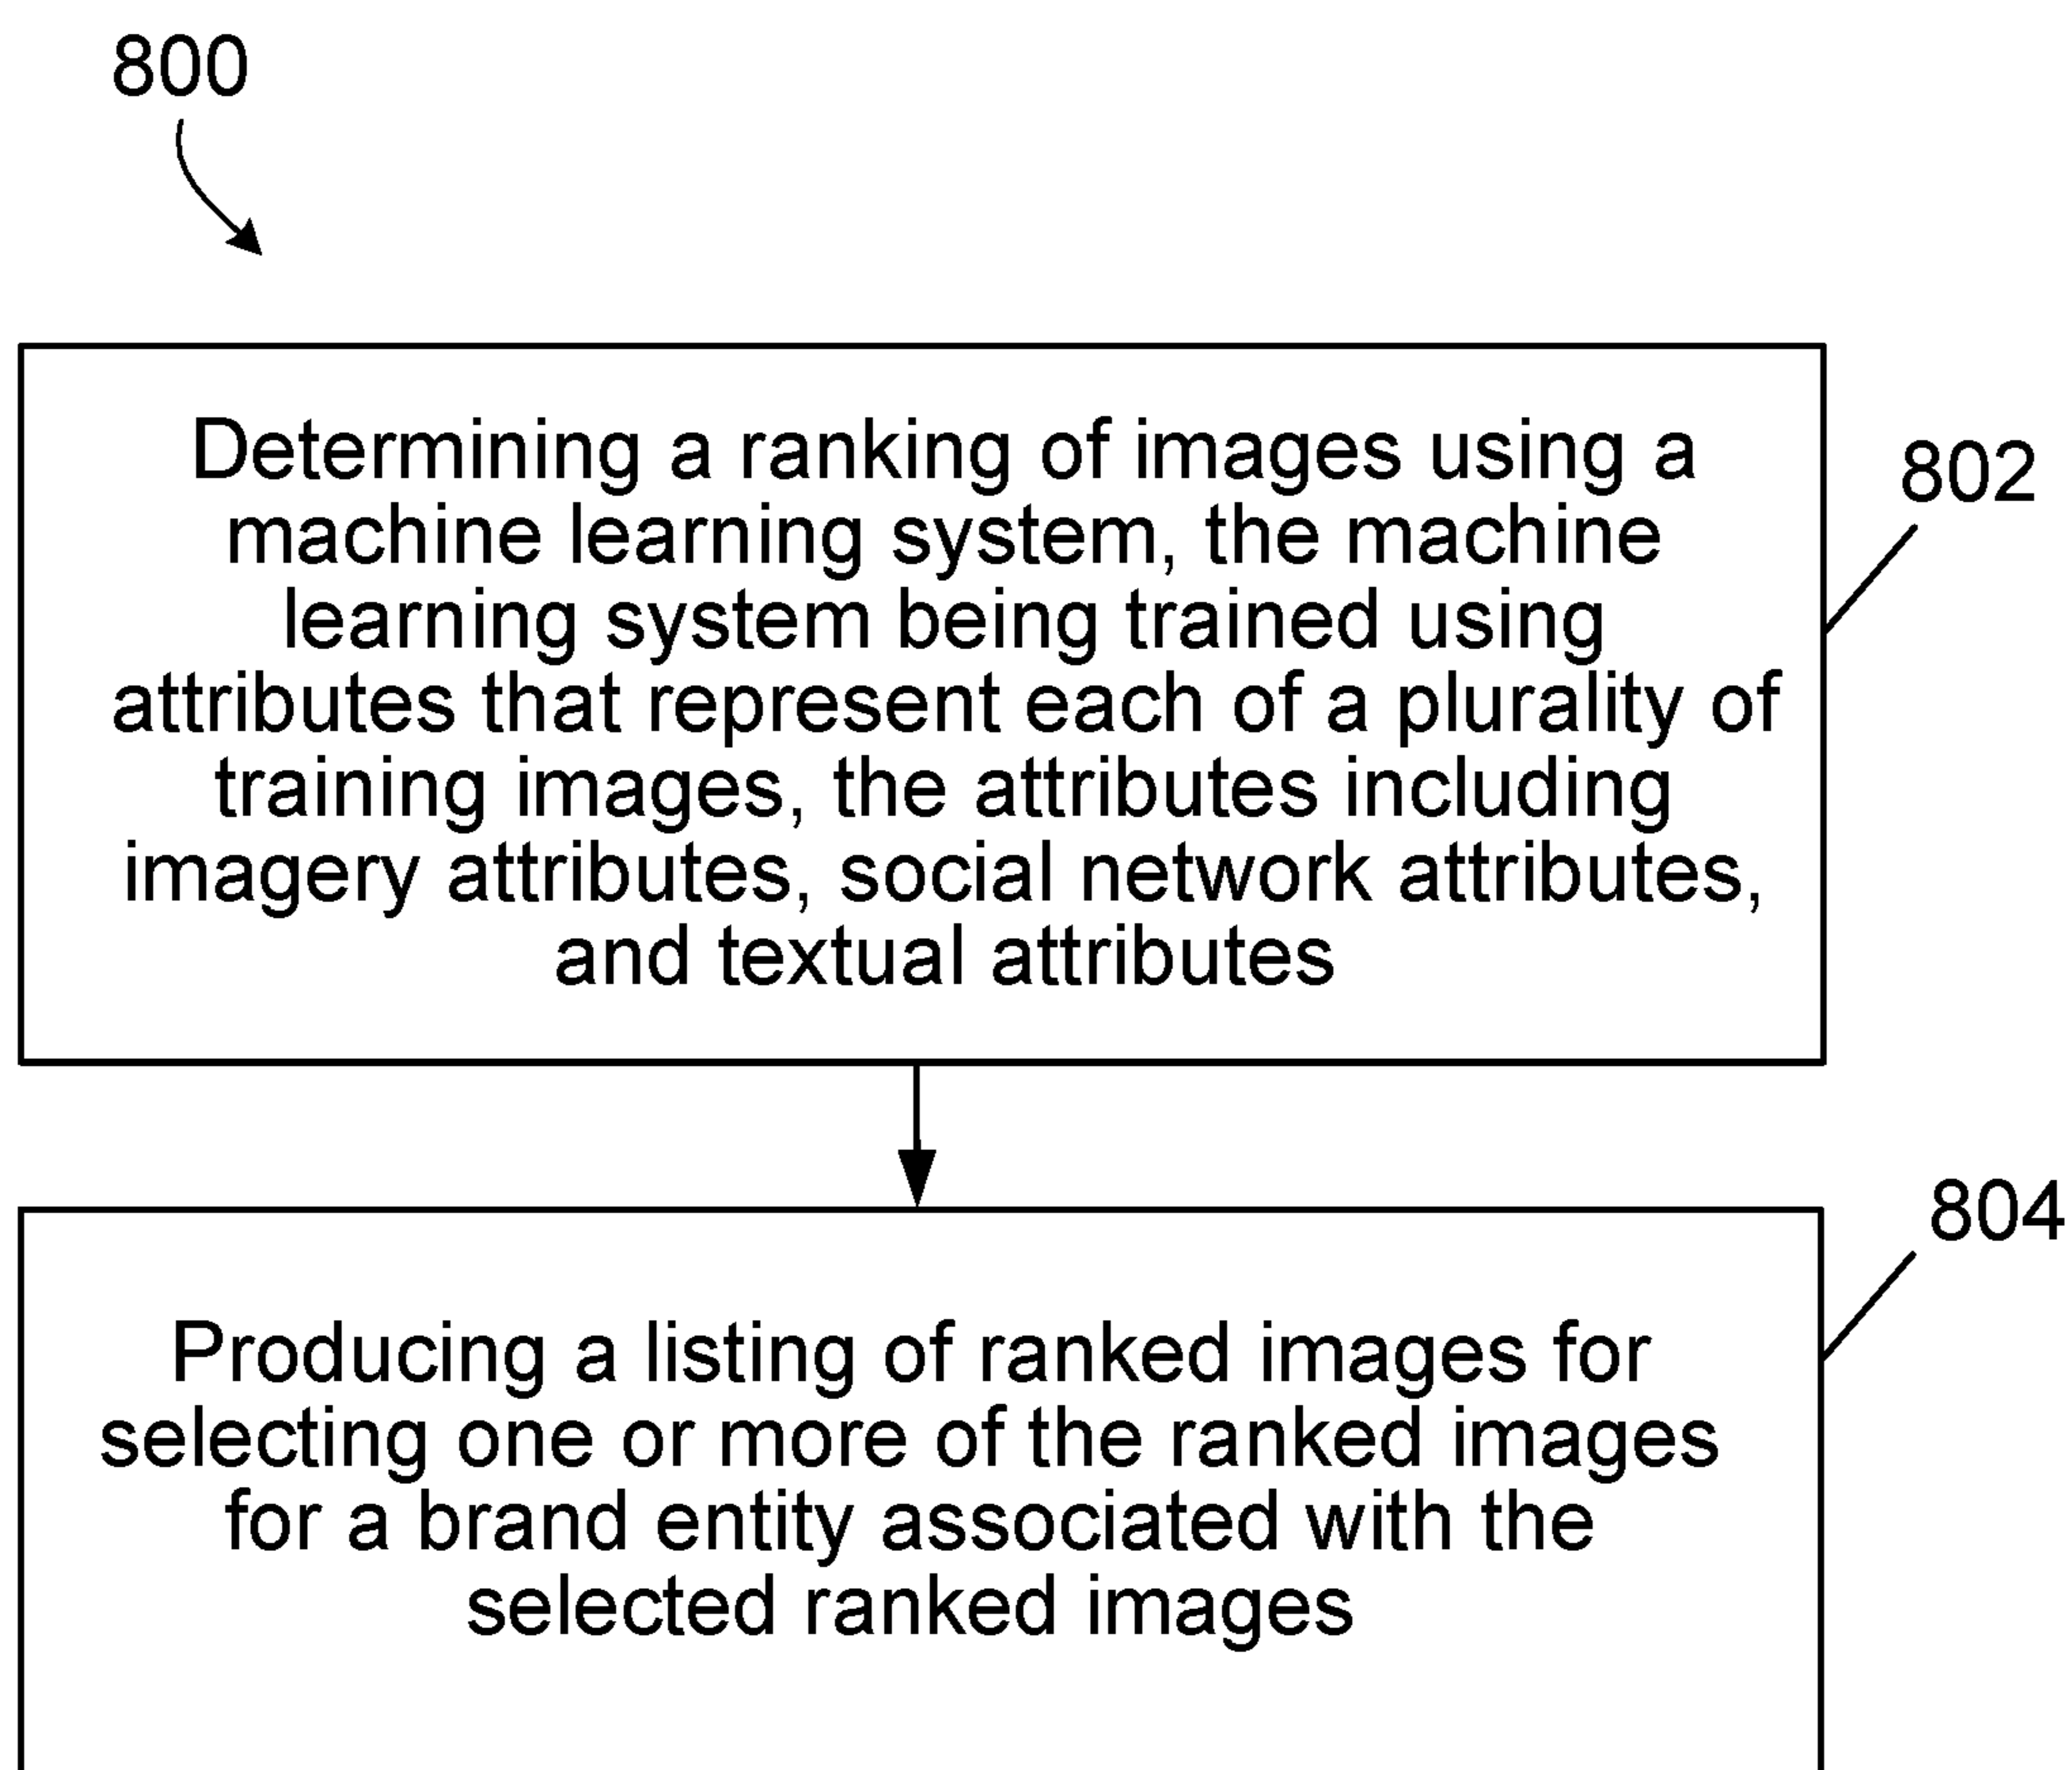 800
Determining a ranking of images using a
machine learning system, the machine
learning system being trained using
attributes that represent each of a plurality of
training images, the attributes including
imagery attributes, social network attributes,
and textual attributes
802
804
Producing a listing of ranked images for
selecting one or more of the ranked images
for a brand entity associated with the
selected ranked images